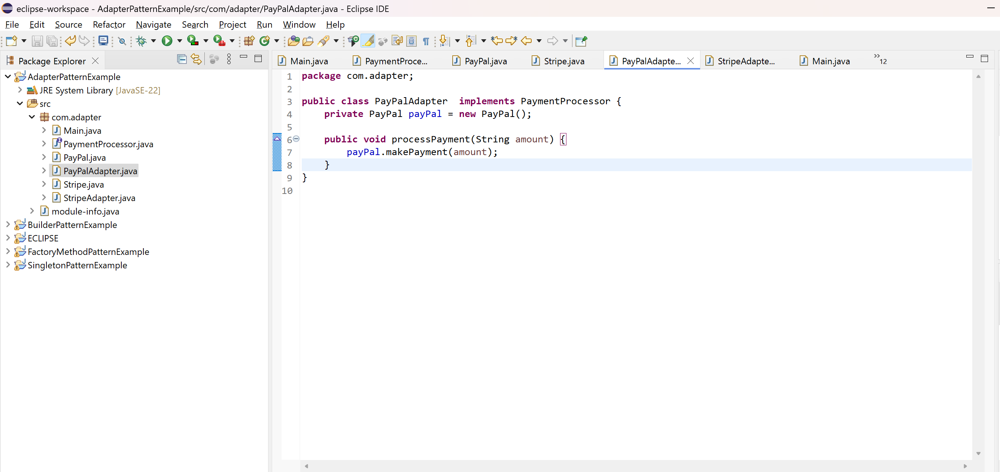 eclipse-workspace - AdapterPatternExample/src/com/adapter/PayPalAdapter.java - Eclipse IDE
File Edit Source Refactor Navigate Search Project Run Window Help
Package Explorer
Main.java PaymentProce... PayPal.java Stripe.java PayPalAdapte... StripeAdapte... Main.java »12
AdapterPatternExample
JRE System Library [JavaSE-22]
src
com.adapter
Main.java
PaymentProcessor.java
PayPal.java
PayPalAdapter.java
Stripe.java
StripeAdapter.java
module-info.java
BuilderPatternExample
ECLIPSE
FactoryMethodPatternExample
SingletonPatternExample
1 package com.adapter;
2
3 public class PayPalAdapter  implements PaymentProcessor {
4     private PayPal payPal = new PayPal();
5
6     public void processPayment(String amount) {
7         payPal.makePayment(amount);
8     }
9 }
10